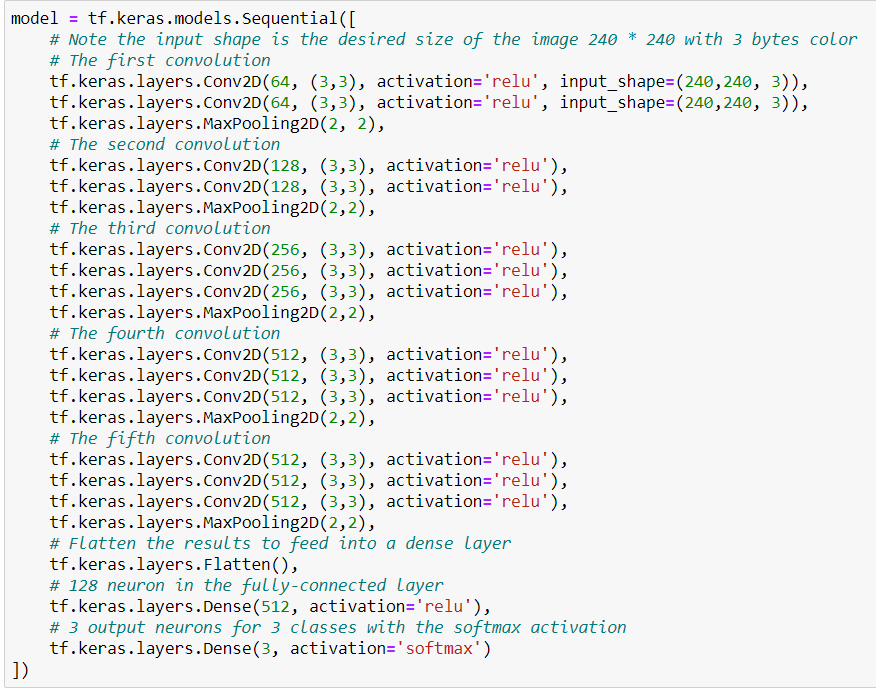 model = tf.keras.models.Sequential([
    # Note the input shape is the desired size of the image 240 * 240 with 3 bytes color
    # The first convolution
    tf.keras.layers.Conv2D(64, (3,3), activation='relu', input_shape=(240,240, 3)),
    tf.keras.layers.Conv2D(64, (3,3), activation='relu', input_shape=(240,240, 3)),
    tf.keras.layers.MaxPooling2D(2, 2),
    # The second convolution
    tf.keras.layers.Conv2D(128, (3,3), activation='relu'),
    tf.keras.layers.Conv2D(128, (3,3), activation='relu'),
    tf.keras.layers.MaxPooling2D(2,2),
    # The third convolution
    tf.keras.layers.Conv2D(256, (3,3), activation='relu'),
    tf.keras.layers.Conv2D(256, (3,3), activation='relu'),
    tf.keras.layers.Conv2D(256, (3,3), activation='relu'),
    tf.keras.layers.MaxPooling2D(2,2),
    # The fourth convolution
    tf.keras.layers.Conv2D(512, (3,3), activation='relu'),
    tf.keras.layers.Conv2D(512, (3,3), activation='relu'),
    tf.keras.layers.Conv2D(512, (3,3), activation='relu'),
    tf.keras.layers.MaxPooling2D(2,2),
    # The fifth convolution
    tf.keras.layers.Conv2D(512, (3,3), activation='relu'),
    tf.keras.layers.Conv2D(512, (3,3), activation='relu'),
    tf.keras.layers.Conv2D(512, (3,3), activation='relu'),
    tf.keras.layers.MaxPooling2D(2,2),
    # Flatten the results to feed into a dense layer
    tf.keras.layers.Flatten(),
    # 128 neuron in the fully-connected layer
    tf.keras.layers.Dense(512, activation='relu'),
    # 3 output neurons for 3 classes with the softmax activation
    tf.keras.layers.Dense(3, activation='softmax')
])